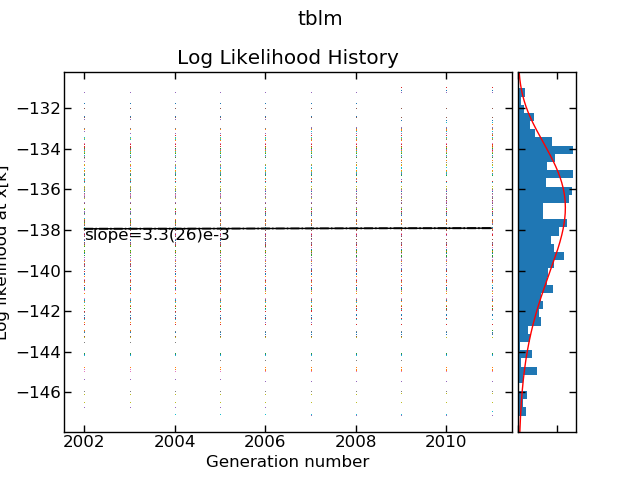 tblm
Log Likelihood History
Log likelihood at x[k]
−132
−134
−136
−138
−140
−142
−144
−146
slope=3.3(26)e-3
2002
2004
2006
2008
2010
Generation number